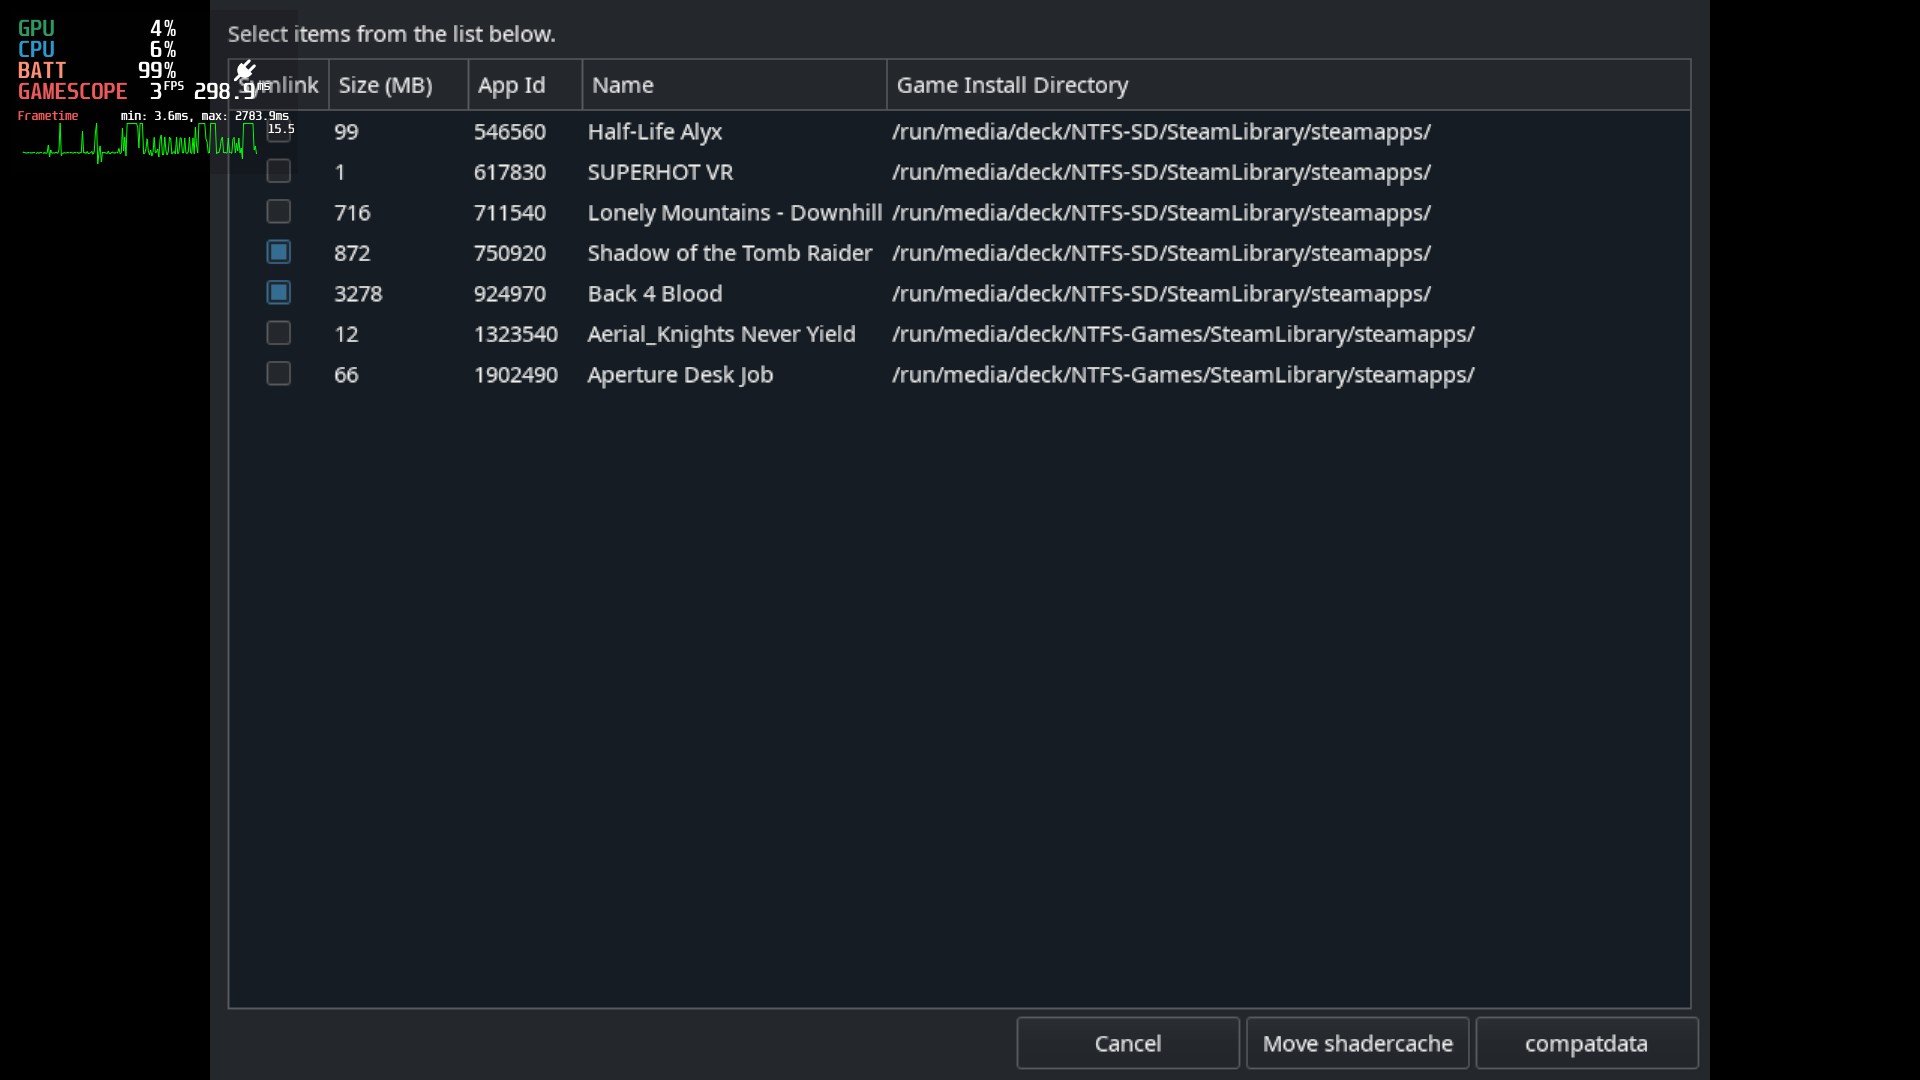 GPU 4%
CPU 6%
BATT 99%
GAMESCOPE 3 FPS 298.9 ms
Frametime min: 3.6ms, max: 2783.9ms
15.5
Select items from the list below.
Symlink Size (MB) App Id Name Game Install Directory
99 546560 Half-Life Alyx /run/media/deck/NTFS-SD/SteamLibrary/steamapps/
1 617830 SUPERHOT VR /run/media/deck/NTFS-SD/SteamLibrary/steamapps/
716 711540 Lonely Mountains - Downhill /run/media/deck/NTFS-SD/SteamLibrary/steamapps/
872 750920 Shadow of the Tomb Raider /run/media/deck/NTFS-SD/SteamLibrary/steamapps/
3278 924970 Back 4 Blood /run/media/deck/NTFS-SD/SteamLibrary/steamapps/
12 1323540 Aerial_Knights Never Yield /run/media/deck/NTFS-Games/SteamLibrary/steamapps/
66 1902490 Aperture Desk Job /run/media/deck/NTFS-Games/SteamLibrary/steamapps/
Cancel Move shadercache compatdata